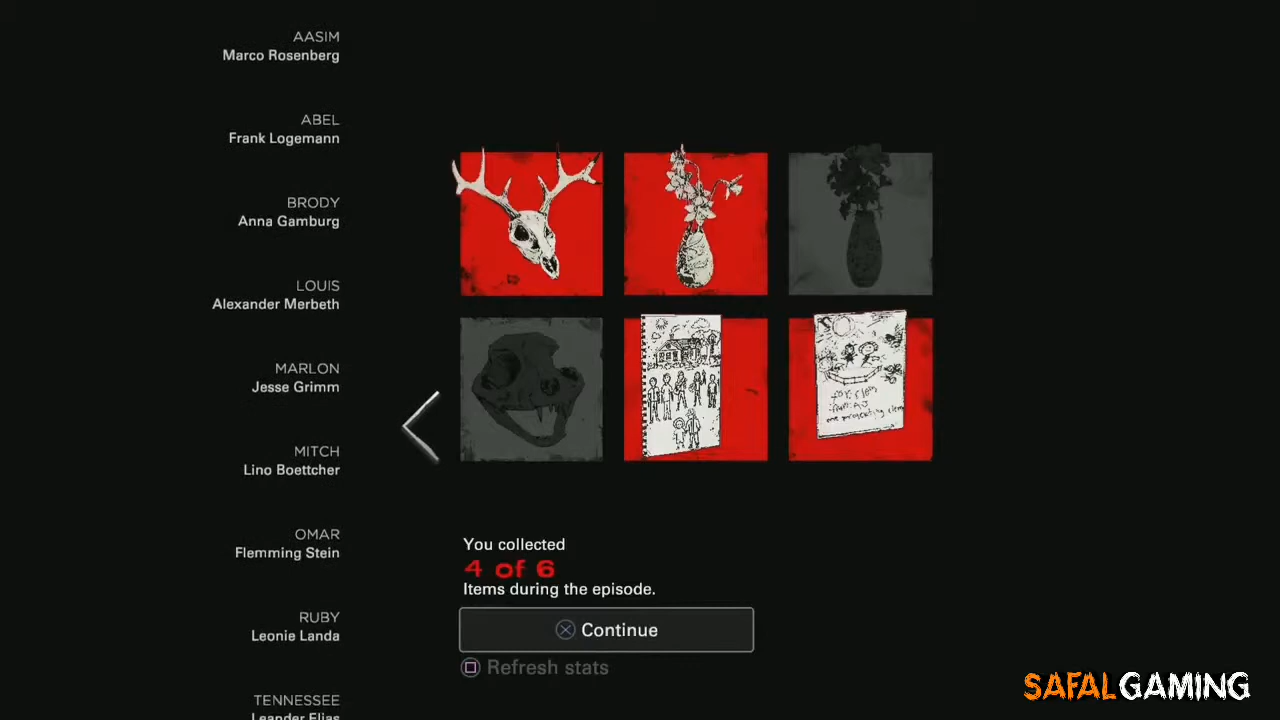 AASIM
Marco Rosenberg
ABEL
Frank Logemann
BRODY
Anna Gamburg
LOUIS
Alexander Merbeth
MARLON
Jesse Grimm
MITCH
Lino Boettcher
OMAR
Flemming Stein
RUBY
Leonie Landa
TENNESSEE
Leander Elias
You collected
4 of 6
Items during the episode.
Continue
Refresh stats
SAFALGAMING